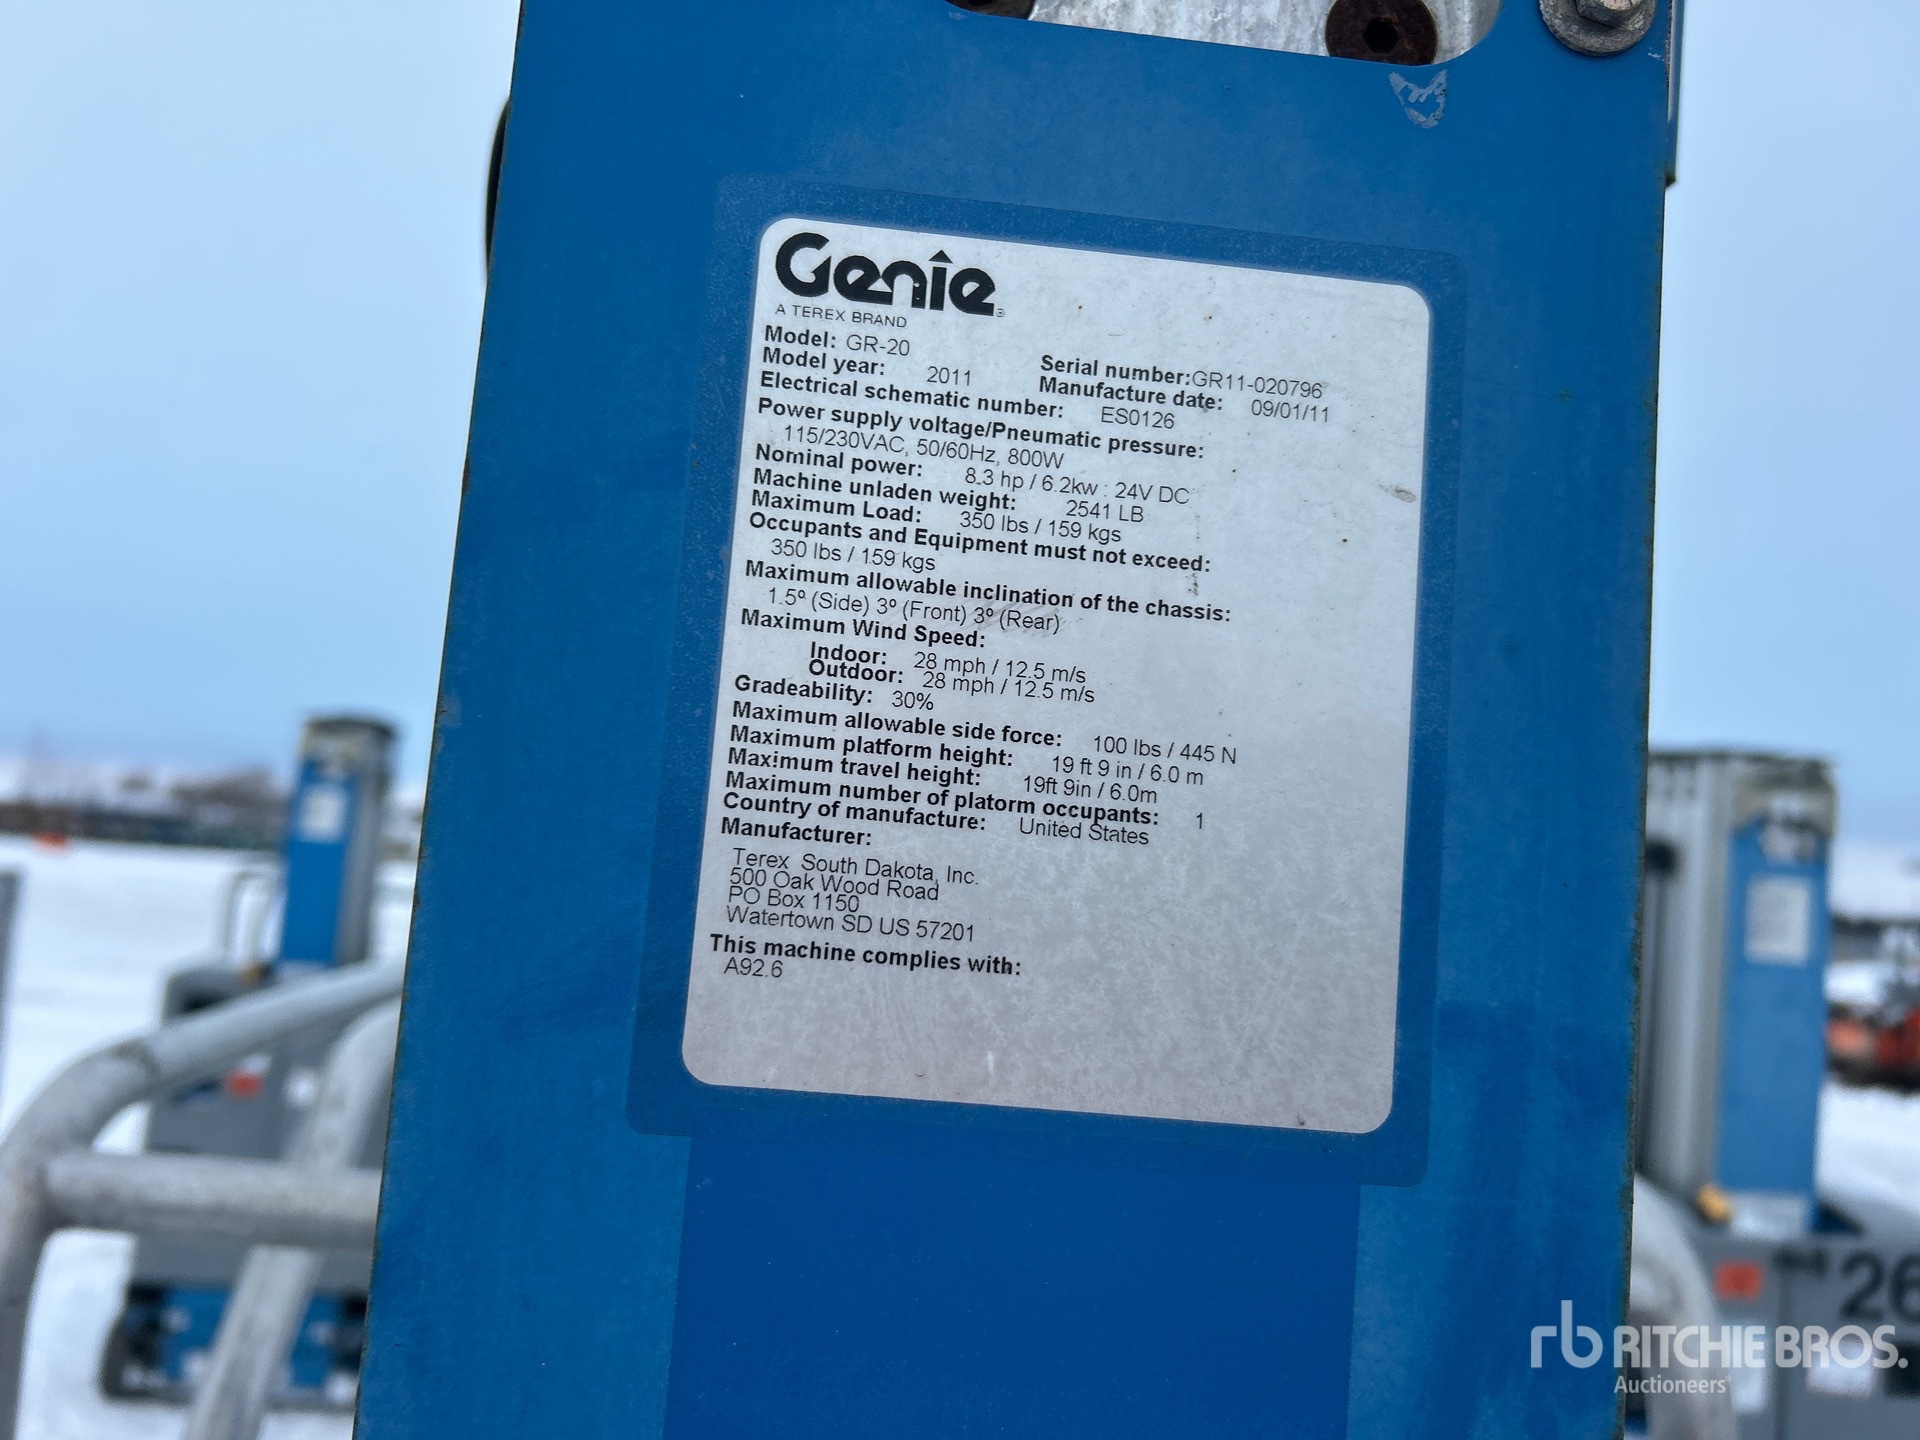 Genie
A TEREX BRAND
Model: GR-20 Serial number:GR11-020796
Model year: 2011 Manufacture date: 09/01/11
Electrical schematic number: ES0126
Power supply voltage/Pneumatic pressure:
115/230VAC, 50/60Hz, 800W
Nominal power: 8.3 hp / 6.2kw : 24V DC
Machine unladen weight: 2541 LB
Maximum Load: 350 lbs / 159 kgs
Occupants and Equipment must not exceed:
350 lbs / 159 kgs
Maximum allowable inclination of the chassis:
1.5º (Side) 3º (Front) 3º (Rear)
Maximum Wind Speed:
Indoor: 28 mph / 12.5 m/s
Outdoor: 28 mph / 12.5 m/s
Gradeability: 30%
Maximum allowable side force: 100 lbs / 445 N
Maximum platform height: 19 ft 9 in / 6.0 m
Maximum travel height: 19ft 9in / 6.0m
Maximum number of platorm occupants: 1
Country of manufacture: United States
Manufacturer:
Terex South Dakota, Inc.
500 Oak Wood Road
PO Box 1150
Watertown SD US 57201
This machine complies with:
A92.6
26
rb RITCHIE BROS.
Auctioneers